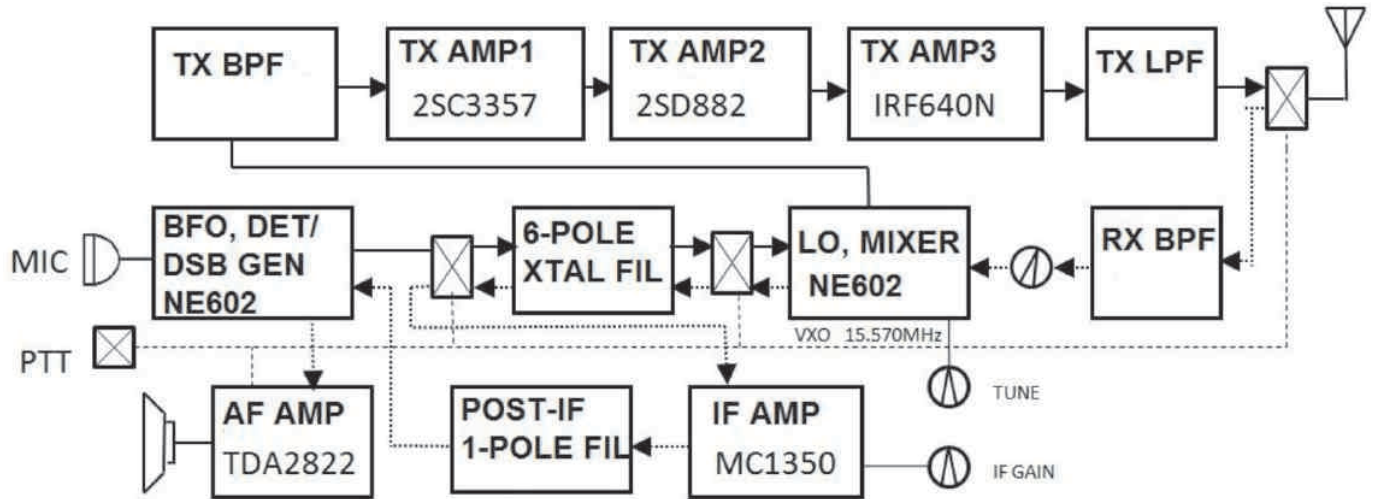 TX BPF
TX AMP1
2SC3357
TX AMP2
2SD882
TX AMP3
IRF640N
TX LPF
MIC
BFO, DET/
DSB GEN
NE602
6-POLE
XTAL FIL
LO, MIXER
NE602
RX BPF
VXO 15.570MHz
PTT
TUNE
AF AMP
TDA2822
POST-IF
1-POLE FIL
IF AMP
MC1350
IF GAIN